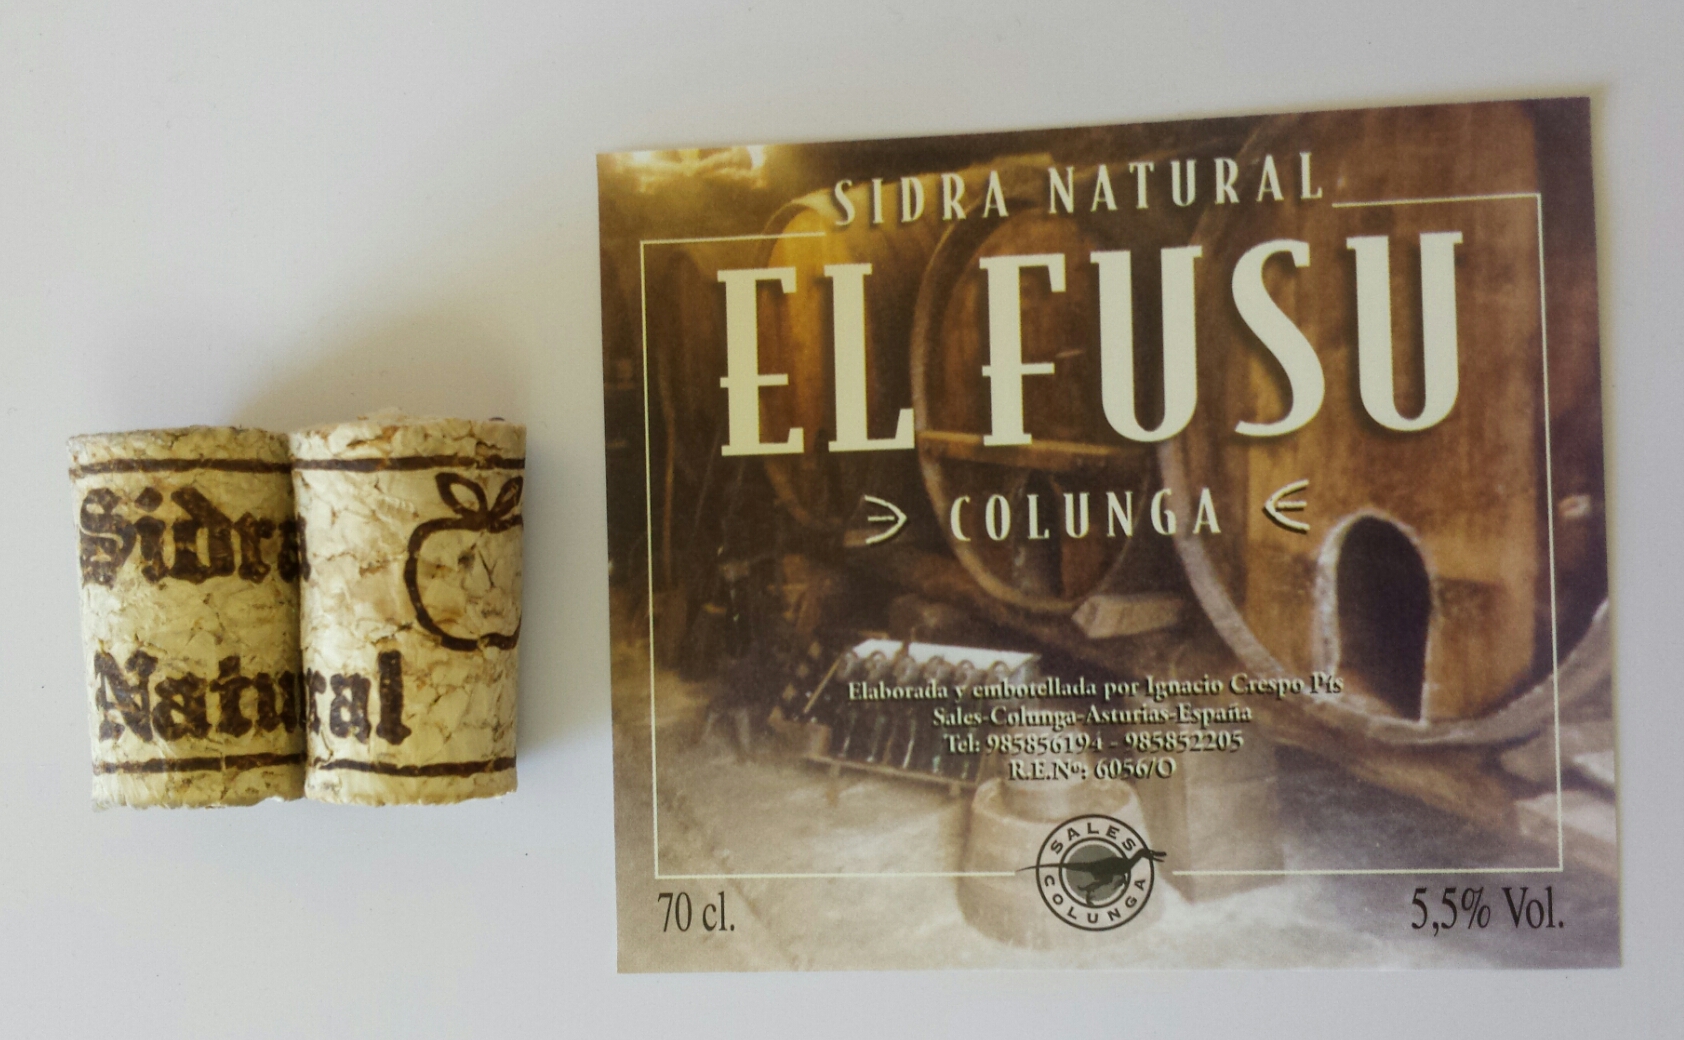 Sidra
Natural
SIDRA NATURAL
EL FUSU
COLUNGA
Elaborada y embotellada por Ignacio Crespo Pis
Sales-Colunga-Asturias-España
Tel: 985856194 - 985852205
R.E.Nº: 6056/O
SALES
COLUNGA
70 cl.
5,5% Vol.